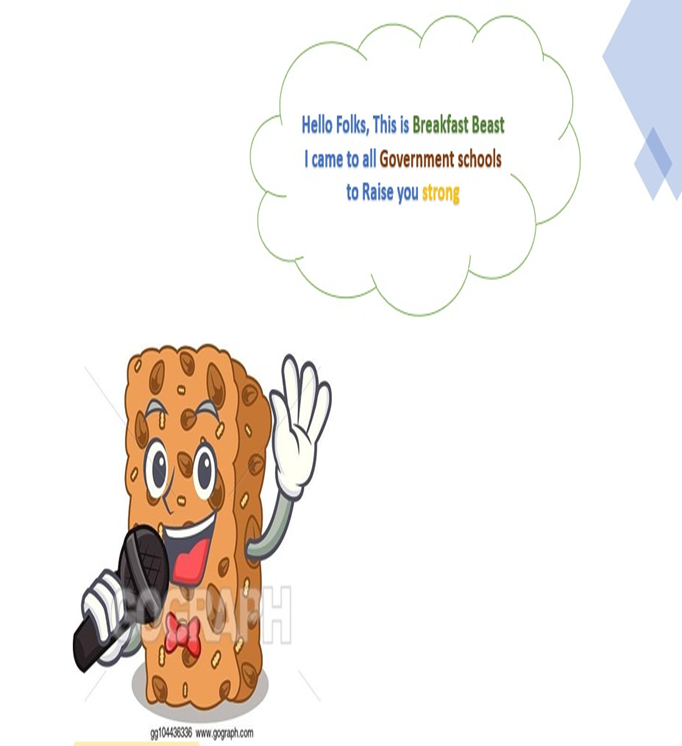 Hello Folks, This is Breakfast Beast
I came to all Government schools
to Raise you strong
GOGRAPH
gg104436336 www.gograph.com